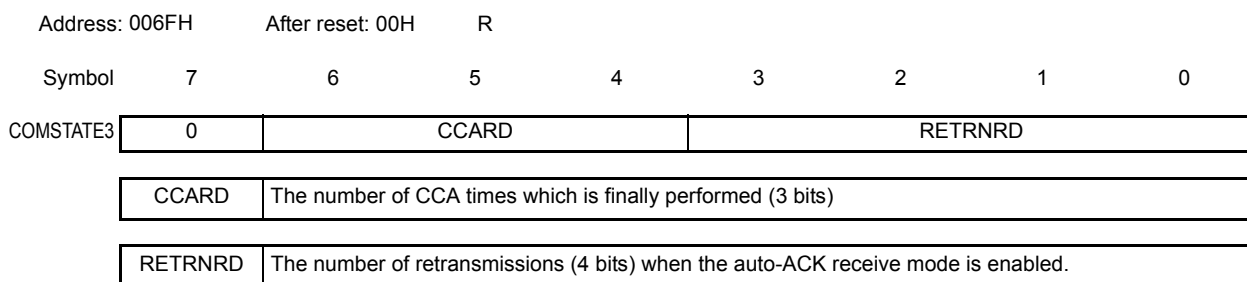 Address: 006FH After reset: 00H R
Symbol 7 6 5 4 3 2 1 0
COMSTATE3 0 CCARD RETRNRD
CCARD The number of CCA times which is finally performed (3 bits)
RETRNRD The number of retransmissions (4 bits) when the auto-ACK receive mode is enabled.